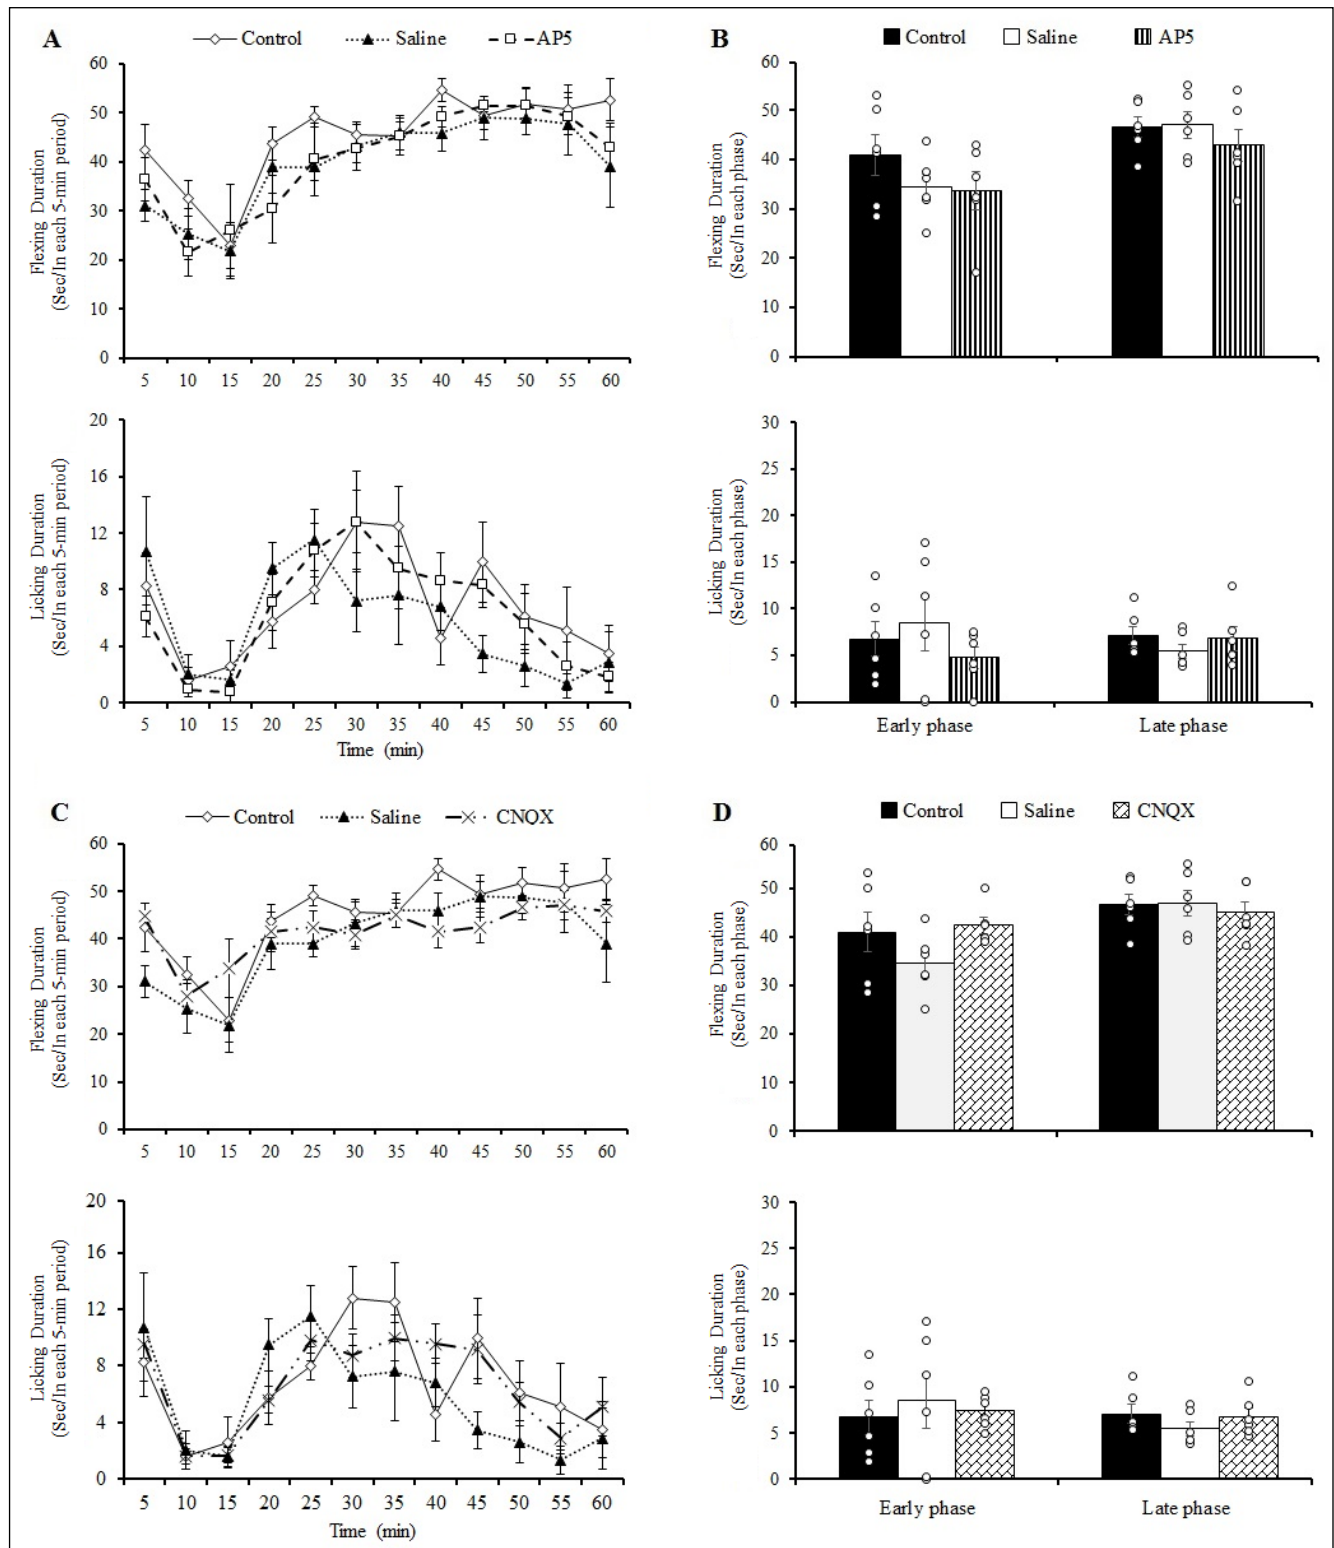 A
Control
Saline
AP5
Flexing Duration
(Sec/In each 5-min period)
60
50
40
30
20
10
0
5 10 15 20 25 30 35 40 45 50 55 60
Licking Duration
(Sec/In each 5-min period)
20
16
12
8
4
0
5 10 15 20 25 30 35 40 45 50 55 60
Time (min)
B
Control
Saline
AP5
Flexing Duration
(Sec/In each phase)
60
50
40
30
20
10
0
Licking Duration
(Sec/In each phase)
30
25
20
15
10
5
0
Early phase
Late phase
C
Control
Saline
CNQX
Flexing Duration
(Sec/In each 5-min period)
60
50
40
30
20
10
0
5 10 15 20 25 30 35 40 45 50 55 60
Licking Duration
(Sec/In each 5-min period)
20
16
12
8
4
0
5 10 15 20 25 30 35 40 45 50 55 60
Time (min)
D
Control
Saline
CNQX
Flexing Duration
(Sec/In each phase)
60
50
40
30
20
10
0
Licking Duration
(Sec/In each phase)
30
25
20
15
10
5
0
Early phase
Late phase